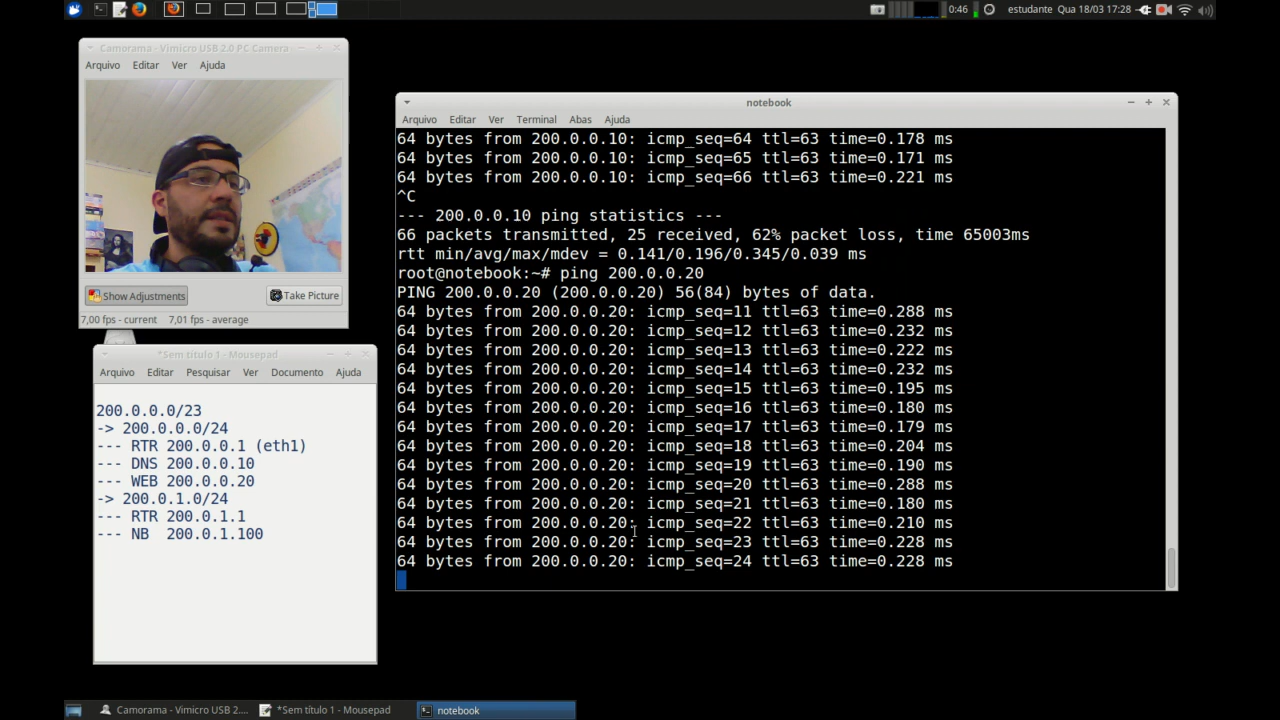 0:46 estudante Qua 18/03 17:28
Camorama - Vimicro USB 2.0 PC Camera
Arquivo Editar Ver Ajuda
Show Adjustments Take Picture
7,00 fps - current 7,01 fps - average
*Sem título 1 - Mousepad
Arquivo Editar Pesquisar Ver Documento Ajuda
200.0.0.0/23
-> 200.0.0.0/24
--- RTR 200.0.0.1 (eth1)
--- DNS 200.0.0.10
--- WEB 200.0.0.20
-> 200.0.1.0/24
--- RTR 200.0.1.1
--- NB 200.0.1.100
notebook
Arquivo Editar Ver Terminal Abas Ajuda
64 bytes from 200.0.0.10: icmp_seq=64 ttl=63 time=0.178 ms
64 bytes from 200.0.0.10: icmp_seq=65 ttl=63 time=0.171 ms
64 bytes from 200.0.0.10: icmp_seq=66 ttl=63 time=0.221 ms
^C
--- 200.0.0.10 ping statistics ---
66 packets transmitted, 25 received, 62% packet loss, time 65003ms
rtt min/avg/max/mdev = 0.141/0.196/0.345/0.039 ms
root@notebook:~# ping 200.0.0.20
PING 200.0.0.20 (200.0.0.20) 56(84) bytes of data.
64 bytes from 200.0.0.20: icmp_seq=11 ttl=63 time=0.288 ms
64 bytes from 200.0.0.20: icmp_seq=12 ttl=63 time=0.232 ms
64 bytes from 200.0.0.20: icmp_seq=13 ttl=63 time=0.222 ms
64 bytes from 200.0.0.20: icmp_seq=14 ttl=63 time=0.232 ms
64 bytes from 200.0.0.20: icmp_seq=15 ttl=63 time=0.195 ms
64 bytes from 200.0.0.20: icmp_seq=16 ttl=63 time=0.180 ms
64 bytes from 200.0.0.20: icmp_seq=17 ttl=63 time=0.179 ms
64 bytes from 200.0.0.20: icmp_seq=18 ttl=63 time=0.204 ms
64 bytes from 200.0.0.20: icmp_seq=19 ttl=63 time=0.190 ms
64 bytes from 200.0.0.20: icmp_seq=20 ttl=63 time=0.288 ms
64 bytes from 200.0.0.20: icmp_seq=21 ttl=63 time=0.180 ms
64 bytes from 200.0.0.20: icmp_seq=22 ttl=63 time=0.210 ms
64 bytes from 200.0.0.20: icmp_seq=23 ttl=63 time=0.228 ms
64 bytes from 200.0.0.20: icmp_seq=24 ttl=63 time=0.228 ms
Camorama - Vimicro USB 2.... *Sem título 1 - Mousepad notebook